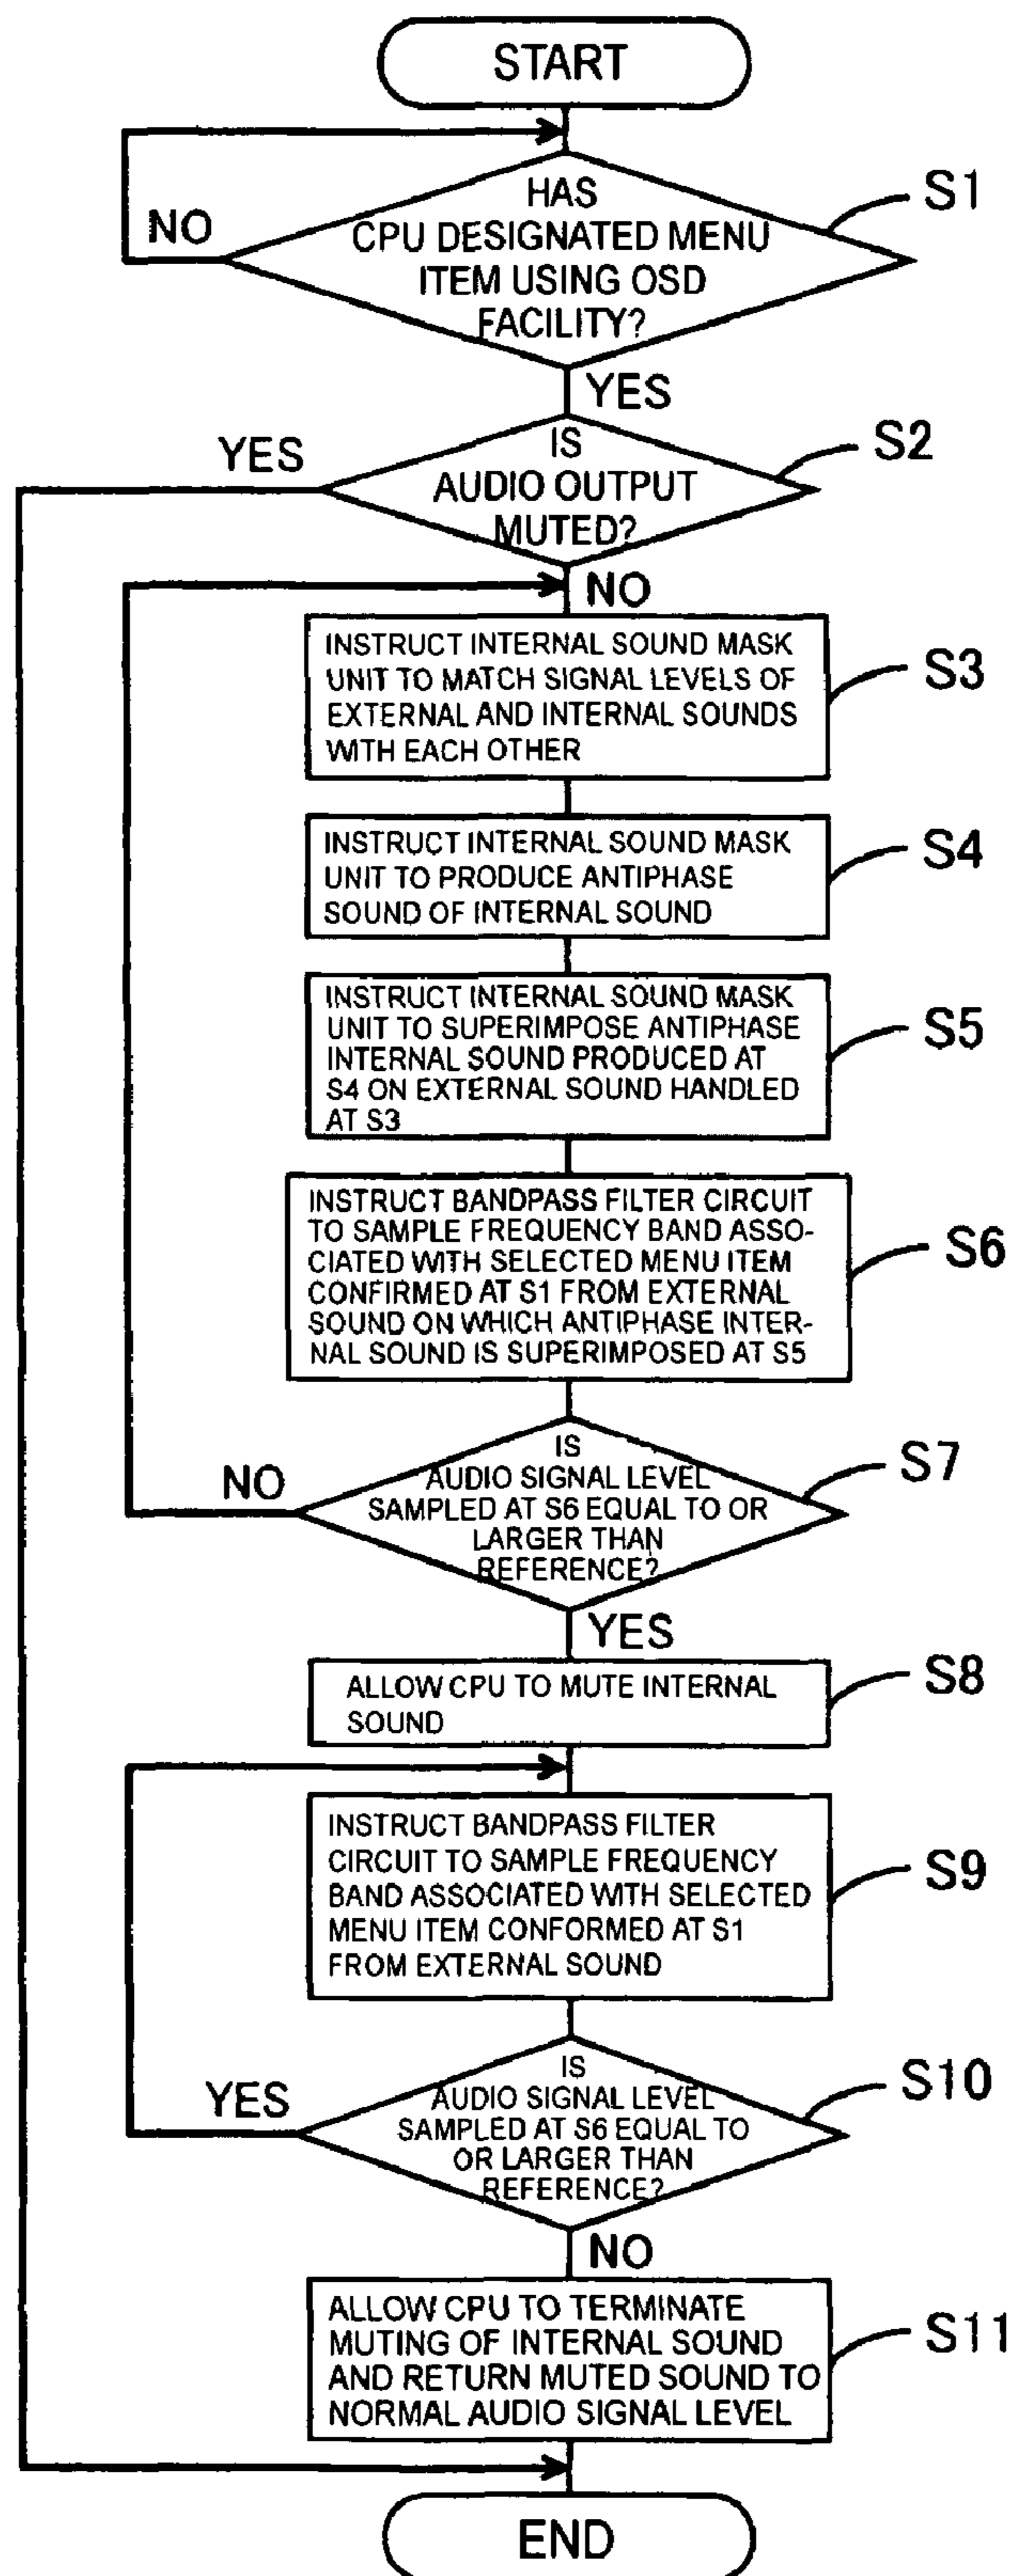 START
HAS
CPU DESIGNATED MENU
ITEM USING OSD
FACILITY?
S1
NO
YES
IS
AUDIO OUTPUT
MUTED?
S2
YES
NO
INSTRUCT INTERNAL SOUND MASK
UNIT TO MATCH SIGNAL LEVELS OF
EXTERNAL AND INTERNAL SOUNDS
WITH EACH OTHER
S3
INSTRUCT INTERNAL SOUND MASK
UNIT TO PRODUCE ANTIPHASE
SOUND OF INTERNAL SOUND
S4
INSTRUCT INTERNAL SOUND MASK
UNIT TO SUPERIMPOSE ANTIPHASE
INTERNAL SOUND PRODUCED AT
S4 ON EXTERNAL SOUND HANDLED
AT S3
S5
INSTRUCT BANDPASS FILTER CIRCUIT
TO SAMPLE FREQUENCY BAND ASSO-
CIATED WITH SELECTED MENU ITEM
CONFIRMED AT S1 FROM EXTERNAL
SOUND ON WHICH ANTIPHASE INTER-
NAL SOUND IS SUPERIMPOSED AT S5
S6
IS
AUDIO SIGNAL LEVEL
SAMPLED AT S6 EQUAL TO OR
LARGER THAN
REFERENCE?
S7
NO
YES
ALLOW CPU TO MUTE INTERNAL
SOUND
S8
INSTRUCT BANDPASS FILTER
CIRCUIT TO SAMPLE FREQUENCY
BAND ASSOCIATED WITH SELECTED
MENU ITEM CONFORMED AT S1
FROM EXTERNAL SOUND
S9
IS
AUDIO SIGNAL LEVEL
SAMPLED AT S6 EQUAL TO
OR LARGER THAN
REFERENCE?
S10
YES
NO
ALLOW CPU TO TERMINATE
MUTING OF INTERNAL SOUND
AND RETURN MUTED SOUND TO
NORMAL AUDIO SIGNAL LEVEL
S11
END